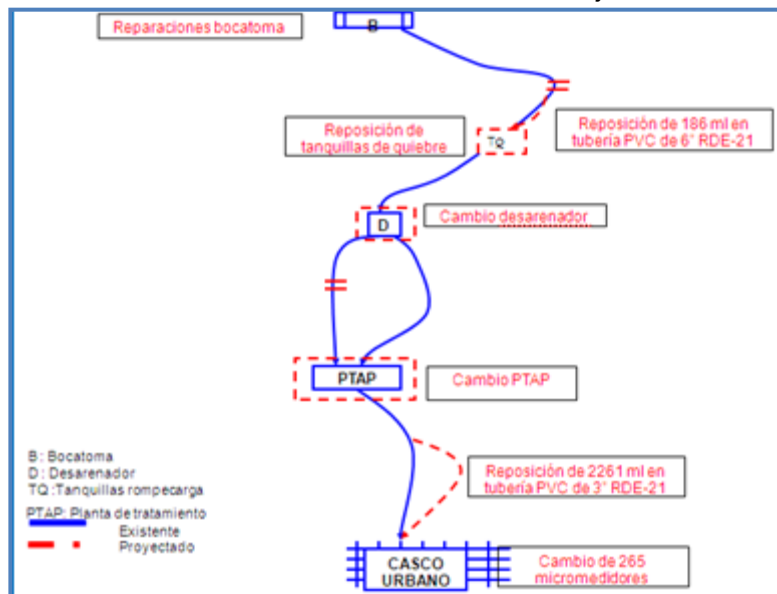 Reparaciones bocatoma
B
Reposición de
tanquillas de quiebre
TQ
Reposición de 186 ml en
tubería PVC de 6" RDE-21
D
Cambio desarenador
PTAP
Cambio PTAP
B: Bocatoma
D: Desarenador
TQ :Tanquillas rompecarga
PTAP: Planta de tratamiento
Existente
Proyectado
Reposición de 2261 ml en
tubería PVC de 3" RDE-21
CASCO
URBANO
Cambio de 265
micromedidores